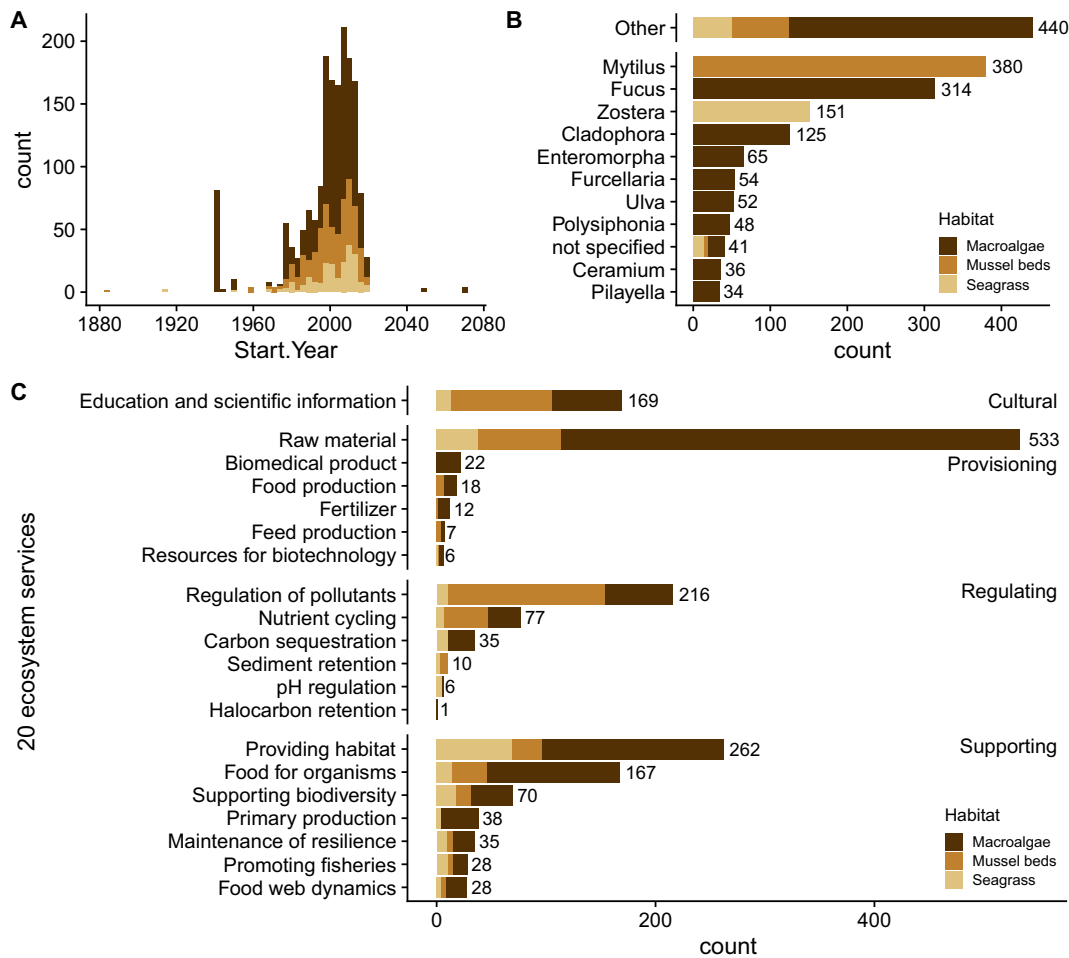 A
200
150
100
50
0
count
1880 1920 1960 2000 2040 2080
Start.Year
B
Other 440
Mytilus 380
Fucus 314
Zostera 151
Cladophora 125
Enteromorpha 65
Furcellaria 54
Ulva 52
Polysiphonia 48
not specified 41
Ceramium 36
Pilayella 34
Habitat
Macroalgae
Mussel beds
Seagrass
0 100 200 300 400
count
C
20 ecosystem services
Education and scientific information 169 Cultural
Raw material 533
Biomedical product 22 Provisioning
Food production 18
Fertilizer 12
Feed production 7
Resources for biotechnology 6
Regulation of pollutants 216 Regulating
Nutrient cycling 77
Carbon sequestration 35
Sediment retention 10
pH regulation 6
Halocarbon retention 1
Providing habitat 262 Supporting
Food for organisms 167
Supporting biodiversity 70
Primary production 38
Maintenance of resilience 35
Promoting fisheries 28
Food web dynamics 28
Habitat
Macroalgae
Mussel beds
Seagrass
0 200 400
count